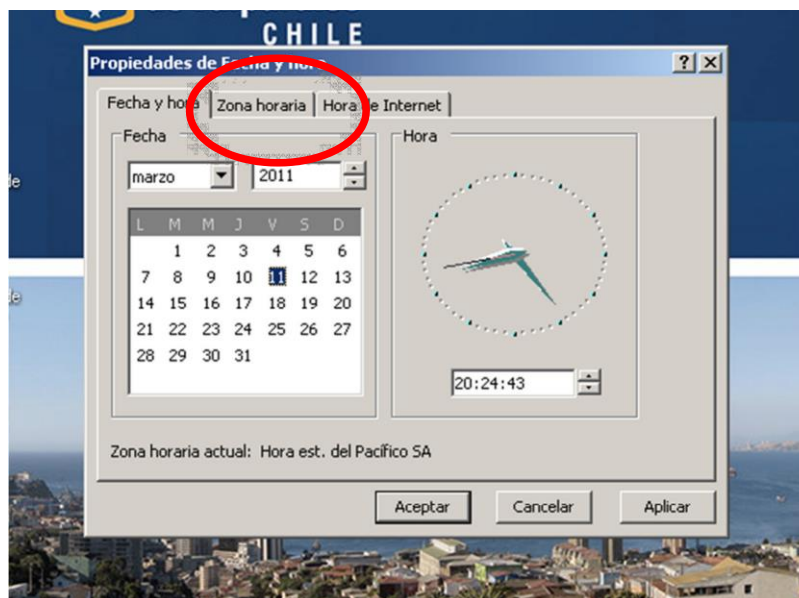 CHILE
Propiedades de Fecha y hora
Fecha y hora
Zona horaria
Hora de Internet
Fecha
marzo
2011
L M M J V S D
1 2 3 4 5 6
7 8 9 10 11 12 13
14 15 16 17 18 19 20
21 22 23 24 25 26 27
28 29 30 31
Hora
20:24:43
Zona horaria actual: Hora est. del Pacífico SA
Aceptar
Cancelar
Aplicar